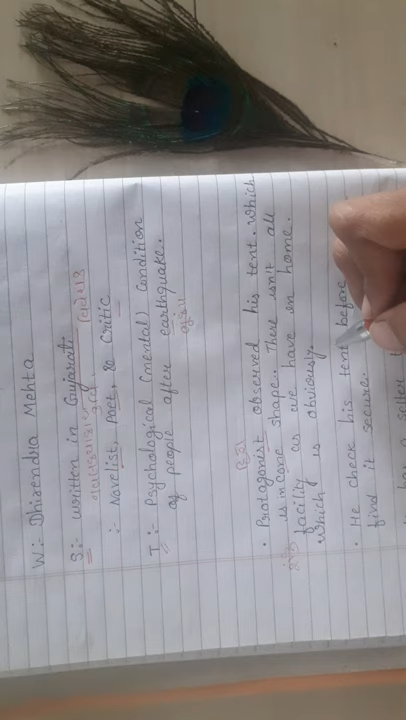 W:- Dhirendra Mehta
S:- written in Gujarati.
:- Novelist, Poet, & Critic
T:- Psychological (mental) Condition
of people after earthquake.
• Protagonist observed his tent. which
is in cone shape. There isn't all
facility as we have in home.
which is obviously.
• He check his tent before
find it secure.